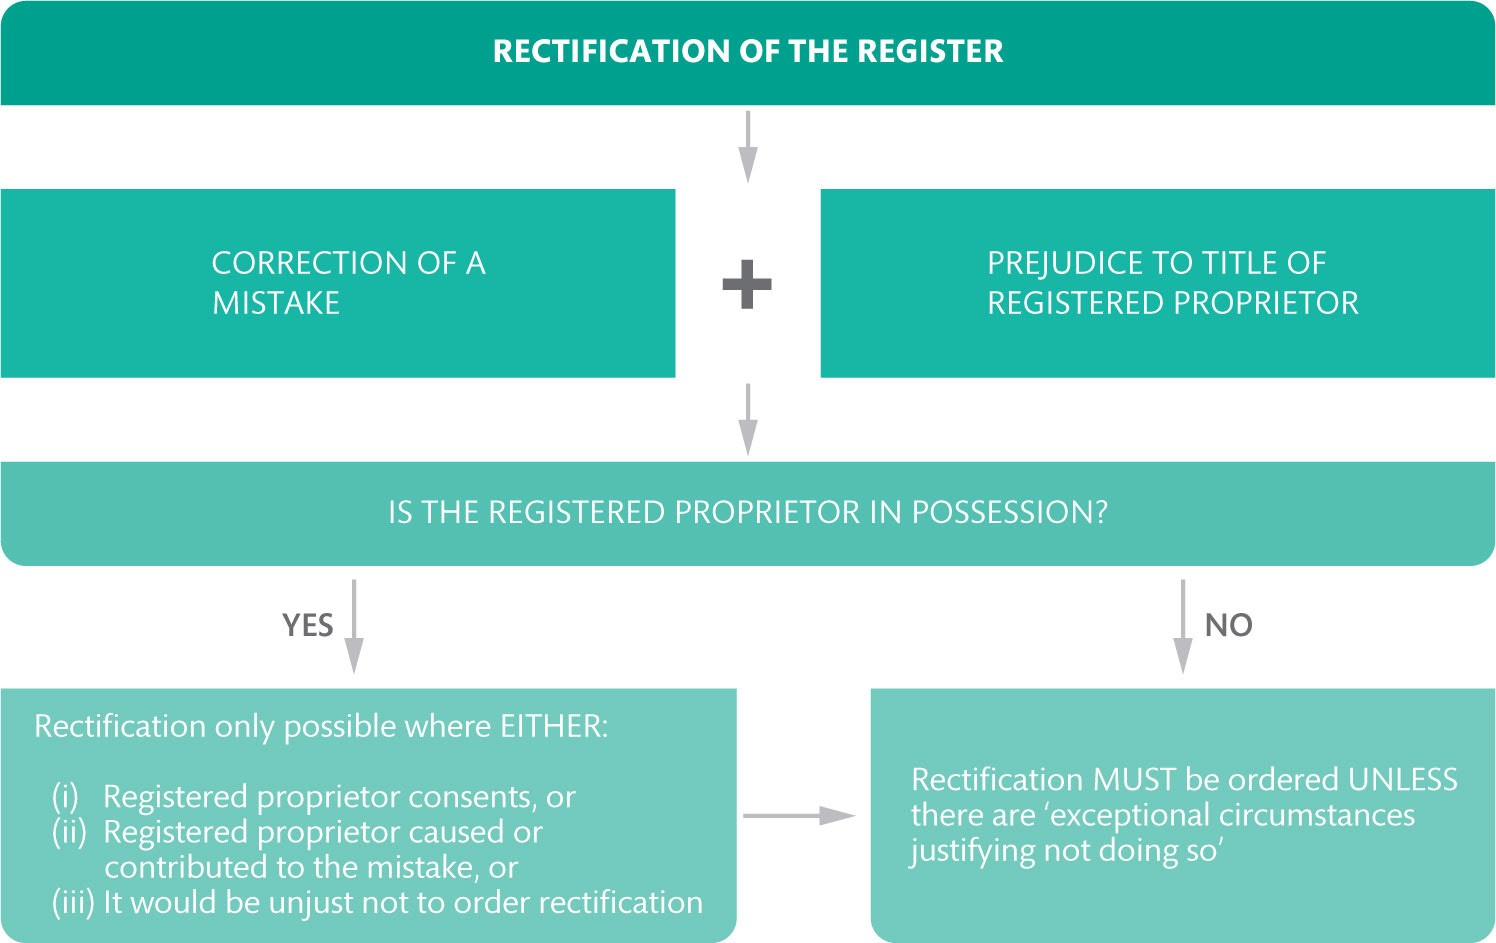 RECTIFICATION OF THE REGISTER
CORRECTION OF A
MISTAKE
+
PREJUDICE TO TITLE OF
REGISTERED PROPRIETOR
IS THE REGISTERED PROPRIETOR IN POSSESSION?
YES
NO
Rectification only possible where EITHER:
(i) Registered proprietor consents, or
(ii) Registered proprietor caused or
contributed to the mistake, or
(iii) It would be unjust not to order rectification
Rectification MUST be ordered UNLESS
there are ‘exceptional circumstances
justifying not doing so’